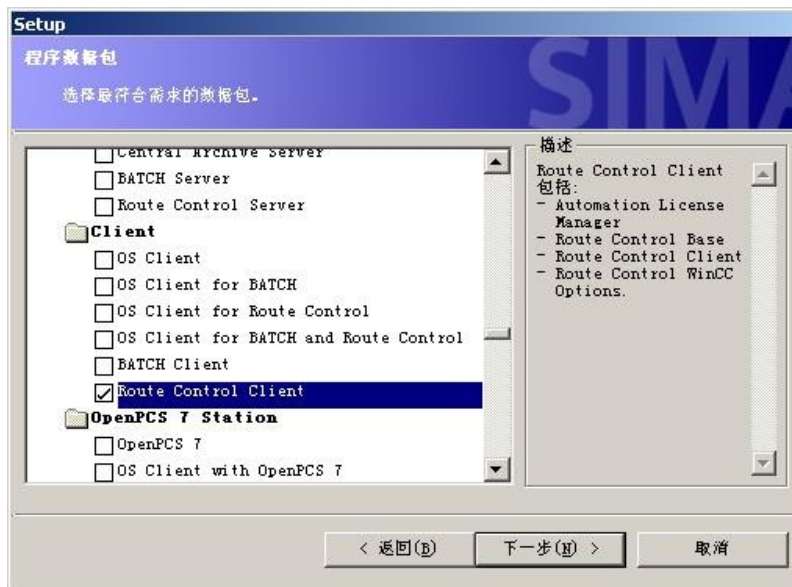 Setup
程序数据包
选择最符合需求的数据包。
SIMA
Central Archive Server
BATCH Server
Route Control Server
Client
OS Client
OS Client for BATCH
OS Client for Route Control
OS Client for BATCH and Route Control
BATCH Client
Route Control Client
OpenPCS 7 Station
OpenPCS 7
OS Client with OpenPCS 7
描述
Route Control Client
包括:
- Automation License
Manager
- Route Control Base
- Route Control Client
- Route Control WinCC
Options.
< 返回(B)
下一步(N) >
取消